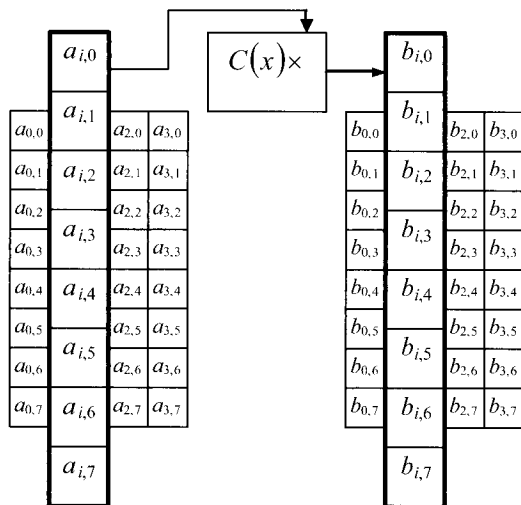 a_{i,0} C(x)× b_{i,0}
a_{i,1} b_{i,1}
a_{0,0} a_{2,0} a_{3,0} b_{0,0} b_{2,0} b_{3,0}
a_{0,1} a_{i,2} a_{2,1} a_{3,1} b_{0,1} b_{i,2} b_{2,1} b_{3,1}
a_{0,2} a_{2,2} a_{3,2} b_{0,2} b_{2,2} b_{3,2}
a_{0,3} a_{i,3} a_{2,3} a_{3,3} b_{0,3} b_{i,3} b_{2,3} b_{3,3}
a_{0,4} a_{i,4} a_{2,4} a_{3,4} b_{0,4} b_{i,4} b_{2,4} b_{3,4}
a_{0,5} a_{i,5} a_{2,5} a_{3,5} b_{0,5} b_{i,5} b_{2,5} b_{3,5}
a_{0,6} a_{2,6} a_{3,6} b_{0,6} b_{2,6} b_{3,6}
a_{0,7} a_{i,6} a_{2,7} a_{3,7} b_{0,7} b_{i,6} b_{2,7} b_{3,7}
a_{i,7} b_{i,7}